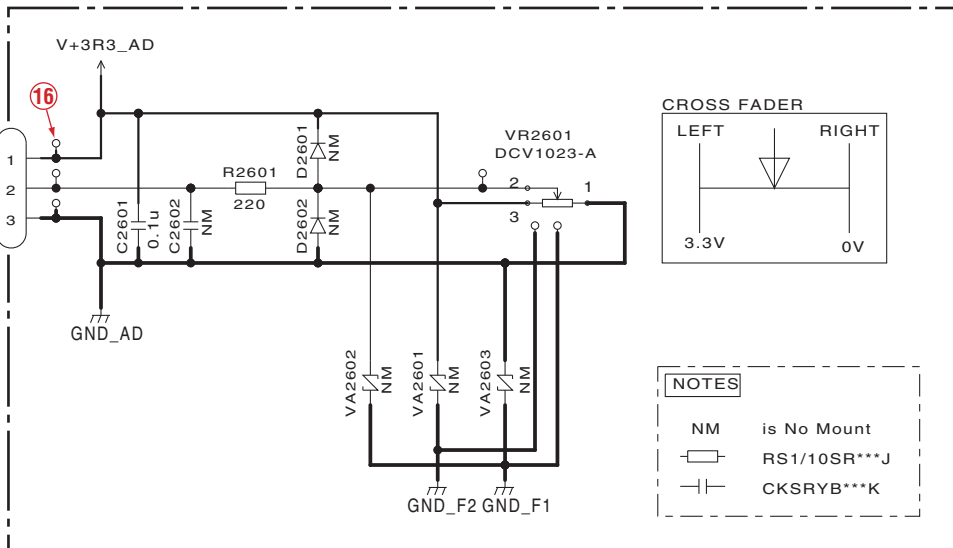 V+3R3_AD
16
1
2
3
C2601
0.1u
C2602
NM
R2601
220
D2601
NM
D2602
NM
VR2601
DCV1023-A
2
1
3
GND_AD
VA2602
NM
VA2601
NM
VA2603
NM
GND_F2 GND_F1
CROSS FADER
LEFT RIGHT
3.3V 0V
NOTES
NM is No Mount
RS1/10SR***J
CKSRYB***K